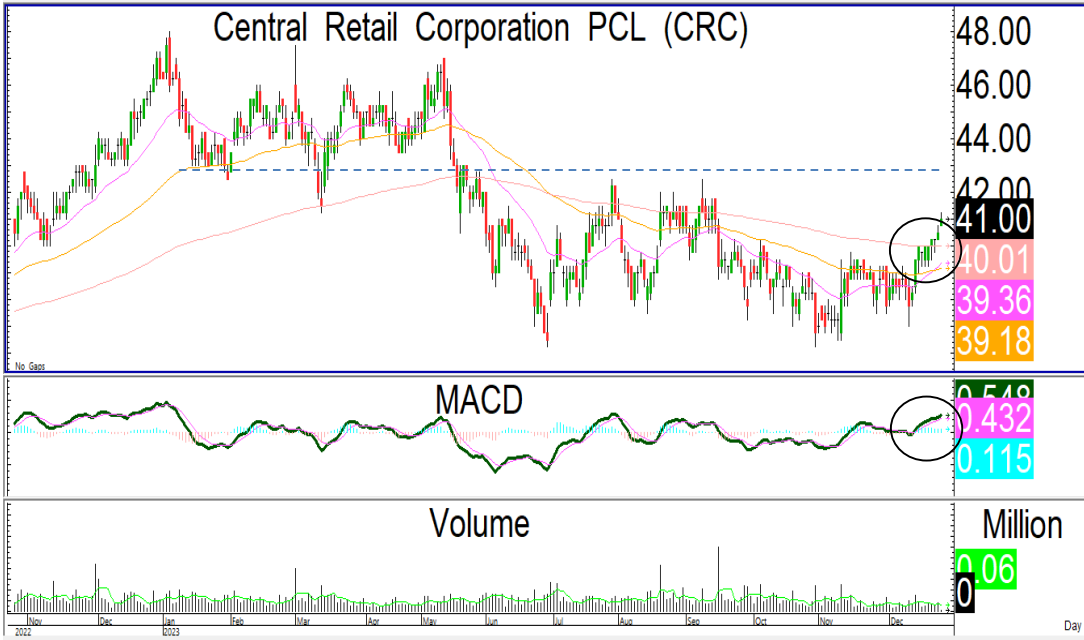 Central Retail Corporation PCL (CRC)
48.00
46.00
44.00
42.00
41.00
40.01
39.36
39.18
No Gaps
MACD
0.548
0.432
0.115
Volume
Million
0.06
0
Nov Dec Jan Feb Mar Apr May Jun Jul Aug Sep Oct Nov Dec
2022 2023
Day